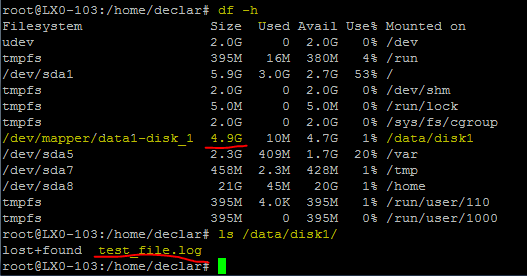 root@LX0-103:/home/declar# df -h
Filesystem Size Used Avail Use% Mounted on
udev 2.0G 0 2.0G 0% /dev
tmpfs 395M 16M 380M 4% /run
/dev/sda1 5.9G 3.0G 2.7G 53% /
tmpfs 2.0G 0 2.0G 0% /dev/shm
tmpfs 5.0M 0 5.0M 0% /run/lock
tmpfs 2.0G 0 2.0G 0% /sys/fs/cgroup
/dev/mapper/data1-disk_1 4.9G 10M 4.7G 1% /data/disk1
/dev/sda5 2.3G 409M 1.7G 20% /var
/dev/sda7 458M 2.3M 428M 1% /tmp
/dev/sda8 21G 45M 20G 1% /home
tmpfs 395M 4.0K 395M 1% /run/user/110
tmpfs 395M 0 395M 0% /run/user/1000
root@LX0-103:/home/declar# ls /data/disk1/
lost+found test_file.log
root@LX0-103:/home/declar#